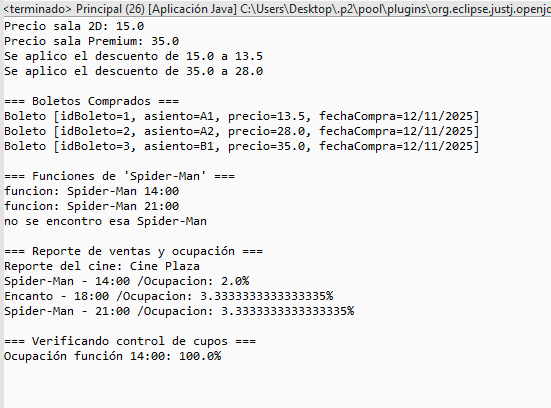 <terminado> Principal (26) [Aplicación Java] C:\Users\Desktop\.p2\pool\plugins\org.eclipse.justj.openjd
Precio sala 2D: 15.0
Precio sala Premium: 35.0
Se aplico el descuento de 15.0 a 13.5
Se aplico el descuento de 35.0 a 28.0
=== Boletos Comprados ===
Boleto [idBoleto=1, asiento=A1, precio=13.5, fechaCompra=12/11/2025]
Boleto [idBoleto=2, asiento=A2, precio=28.0, fechaCompra=12/11/2025]
Boleto [idBoleto=3, asiento=B1, precio=35.0, fechaCompra=12/11/2025]
=== Funciones de 'Spider-Man' ===
funcion: Spider-Man 14:00
funcion: Spider-Man 21:00
no se encontro esa Spider-Man
=== Reporte de ventas y ocupación ===
Reporte del cine: Cine Plaza
Spider-Man - 14:00 /Ocupacion: 2.0%
Encanto - 18:00 /Ocupacion: 3.3333333333333335%
Spider-Man - 21:00 /Ocupacion: 3.3333333333333335%
=== Verificando control de cupos ===
Ocupación función 14:00: 100.0%